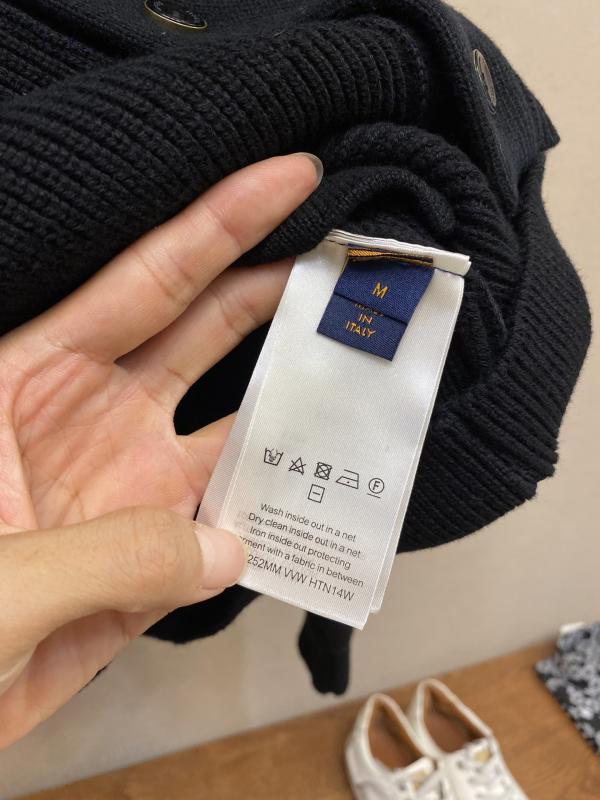 M
IN
ITALY
F
Wash inside out in a net
Dry clean inside out in a net
Iron inside out protecting
with a fabric in between
252MM VVW HTN14W